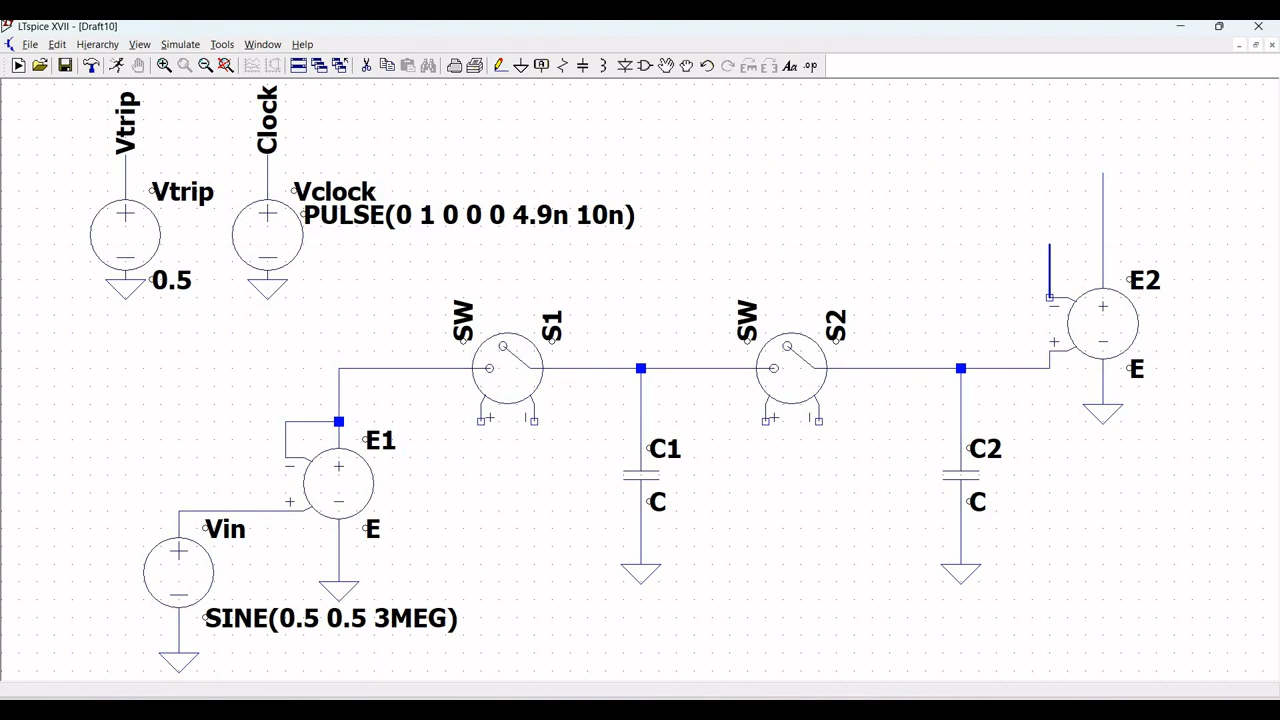 LTspice XVII - [Draft10]
File Edit Hierarchy View Simulate Tools Window Help
Aa .op
Vtrip
Clock
Vtrip
Vclock
PULSE(0 1 0 0 0 4.9n 10n)
0.5
E2
SW
S1
SW
S2
E
E1
C1
C2
C
C
Vin
E
SINE(0.5 0.5 3MEG)